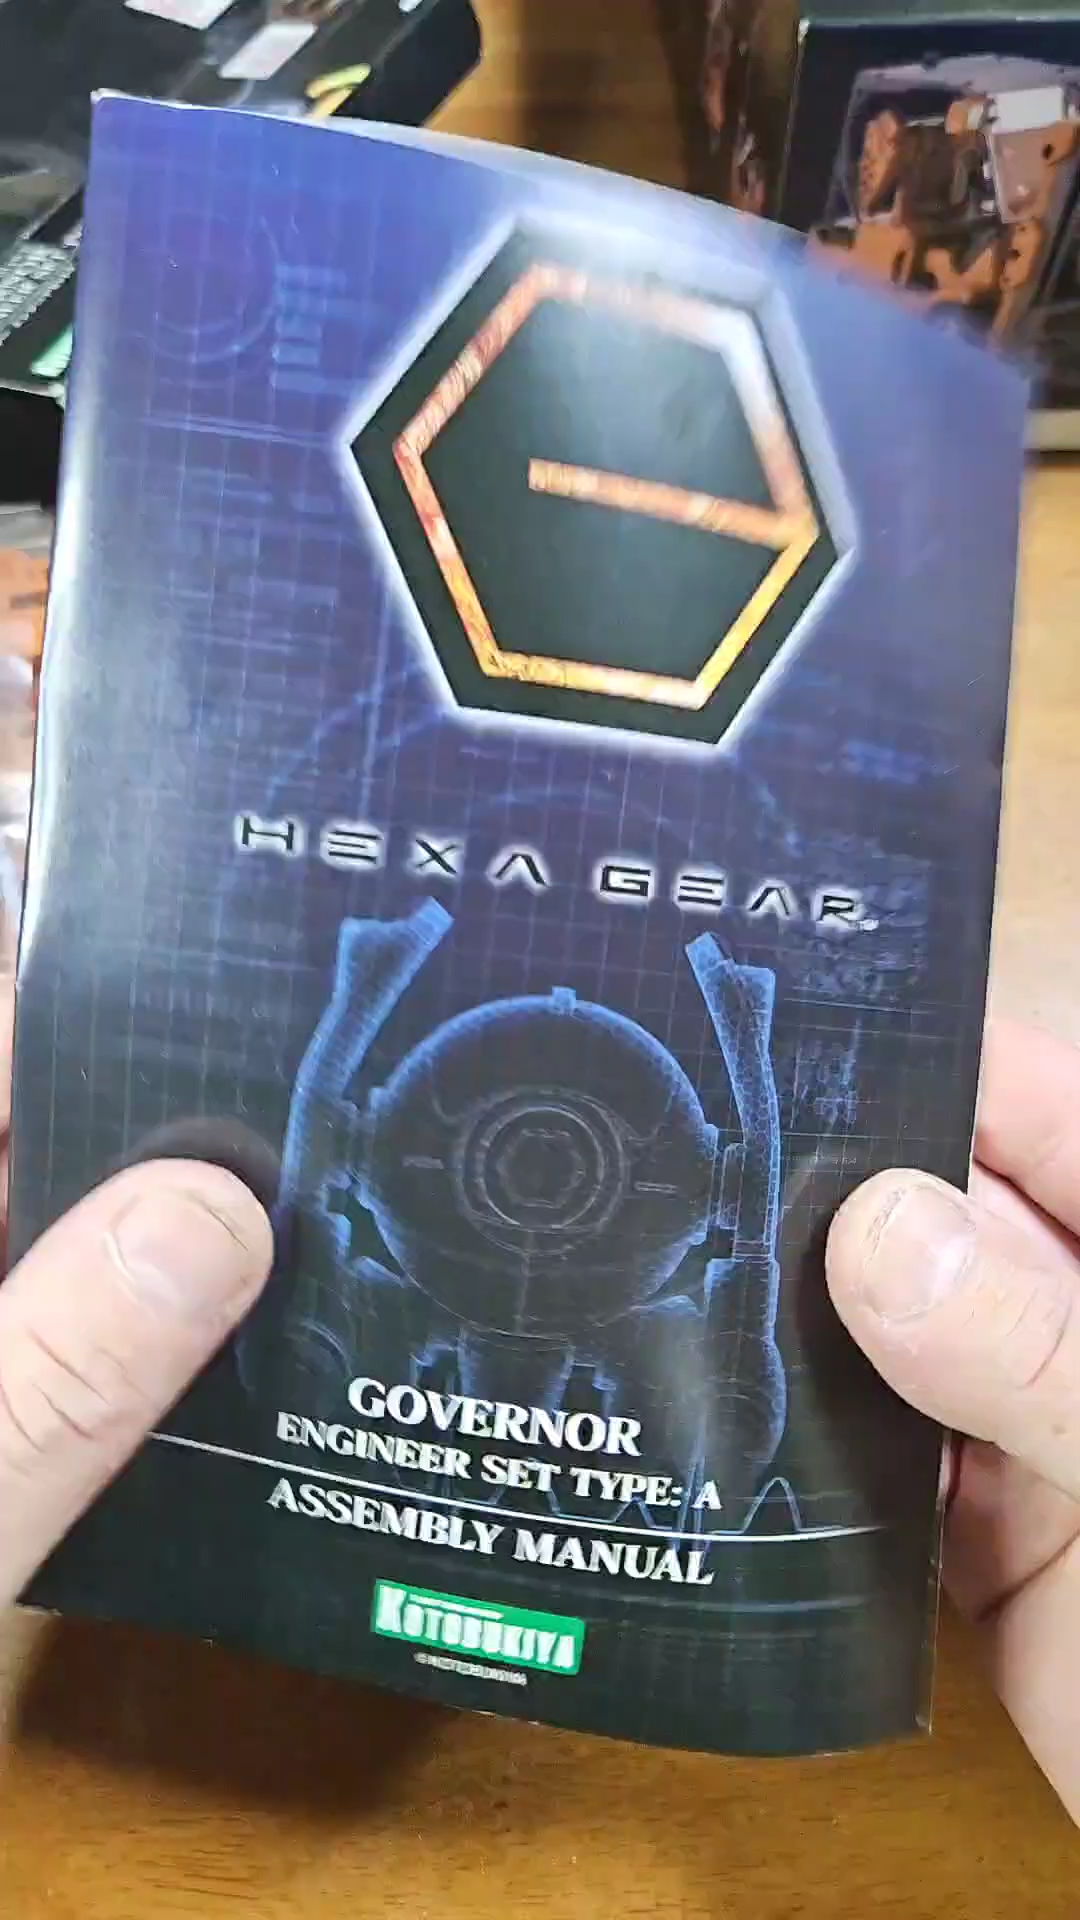 HEXA GEAR
GOVERNOR
ENGINEER SET TYPE: A
ASSEMBLY MANUAL
KOTOBUKIYA